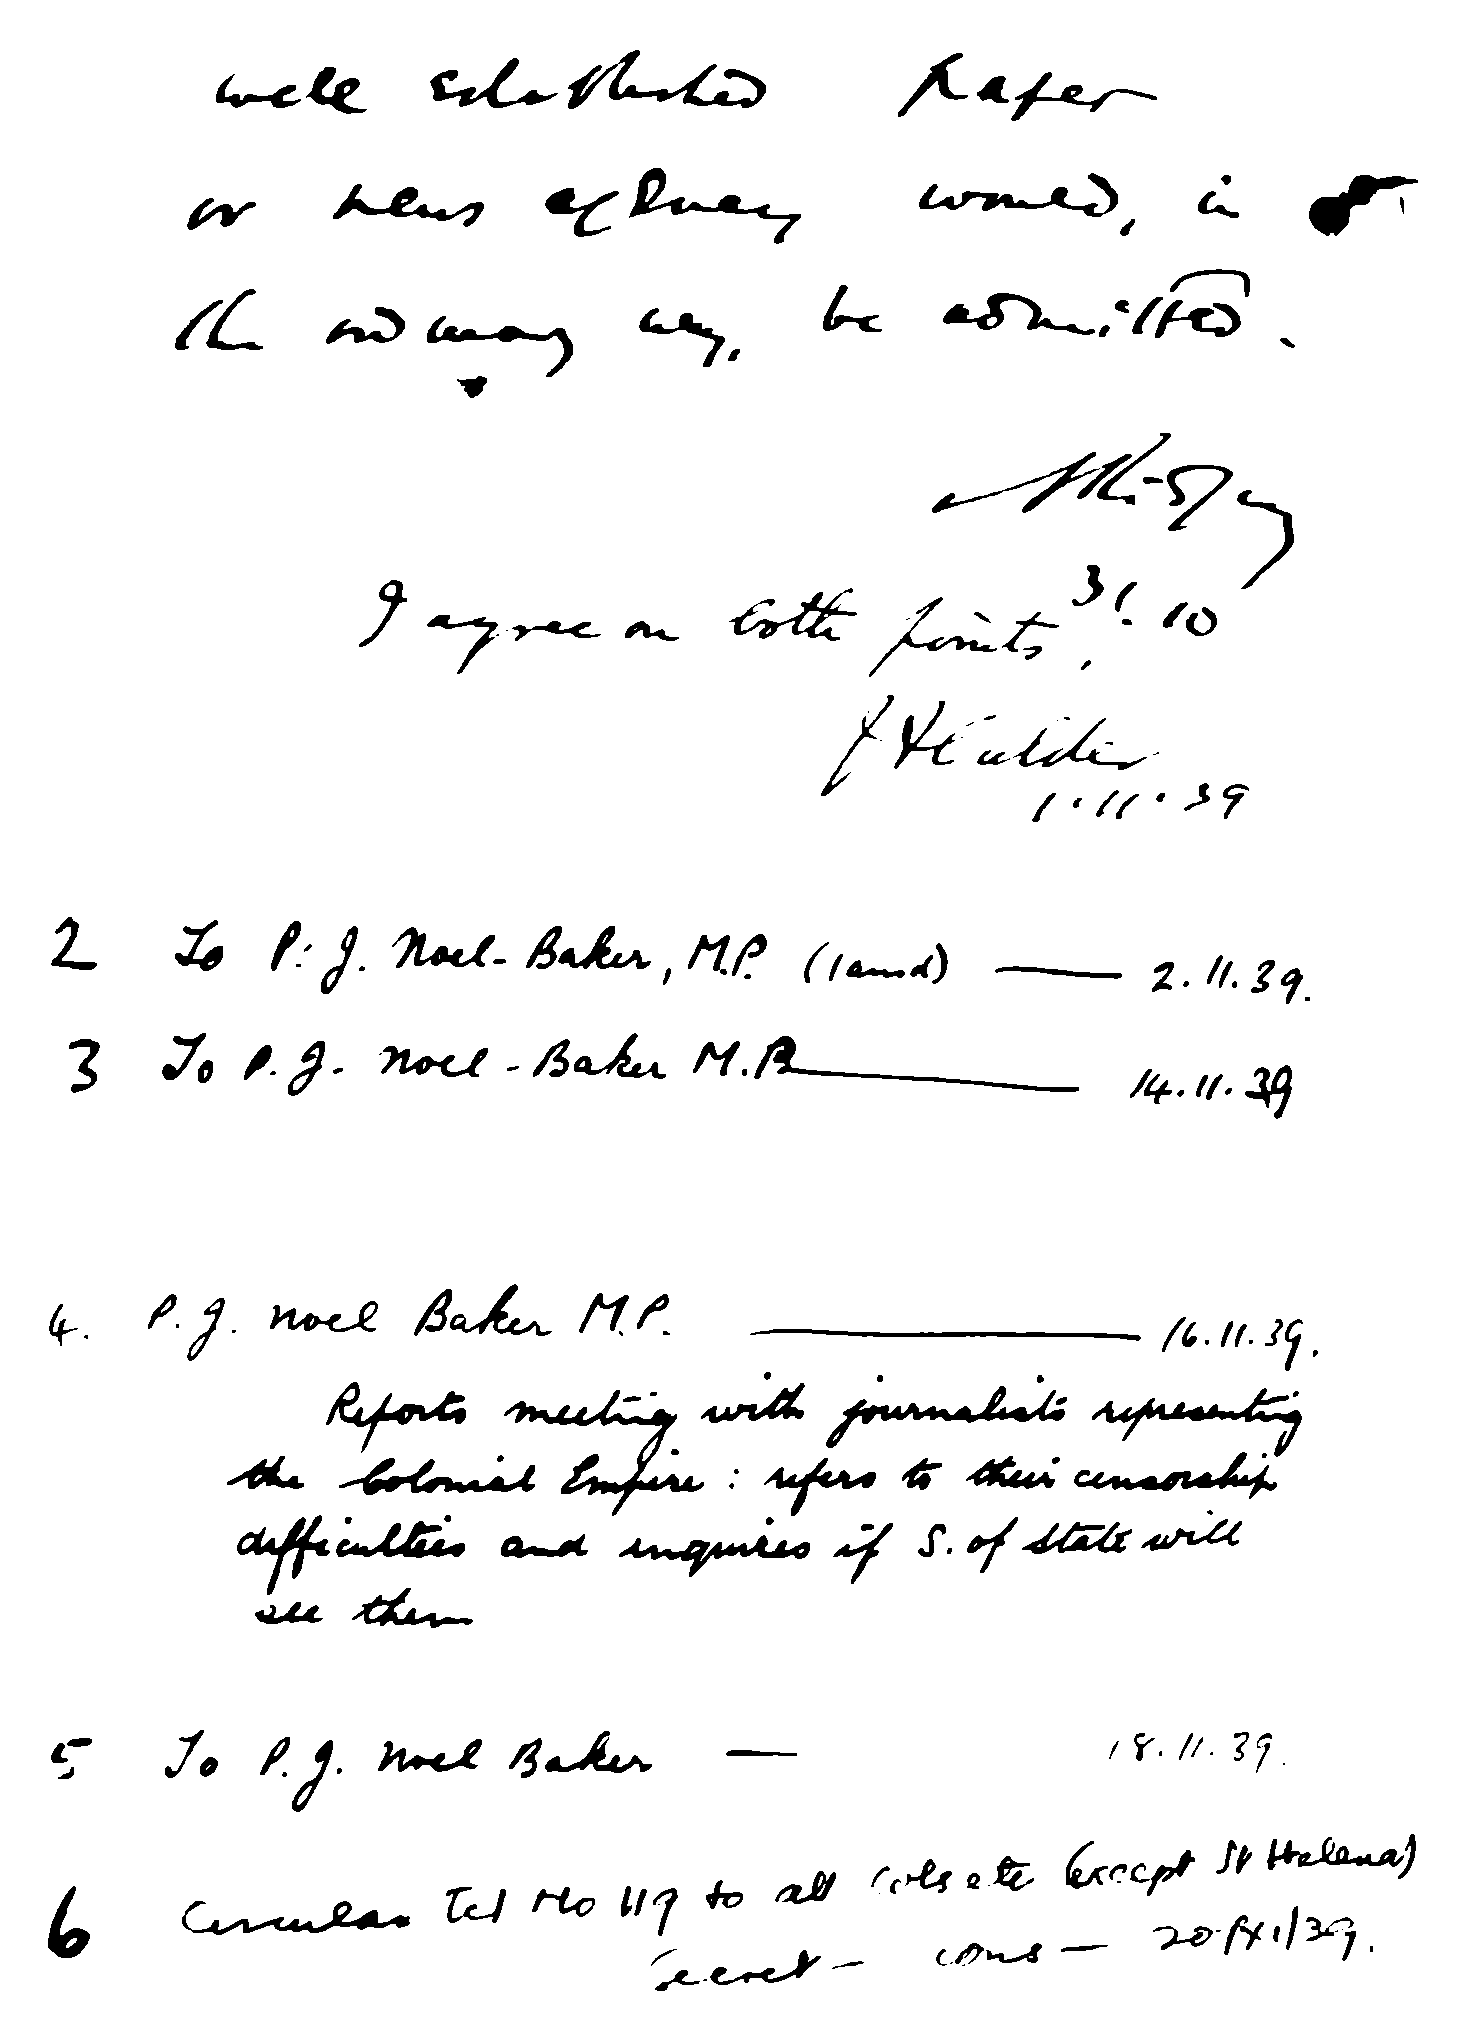 well established paper
or news agency would, in
the ordinary way, be admitted.
31.10
I agree on both points.
J A Calder
1.11.39
2 To P. J. Noel-Baker, M.P. (1 ansd) — 2.11.39.
3 To P. J. Noel-Baker M.P. — 14.11.39
4. P. J. Noel Baker M.P. — 16.11.39.
Reports meeting with journalists representing
the Colonial Empire: refers to their censorship
difficulties and inquires if S. of State will
see them
5 To P. J. Noel Baker — 18.11.39.
6 Circular Tel No 119 to all Cols etc (except St Helena)
Secret - cons — 20/XI/39.